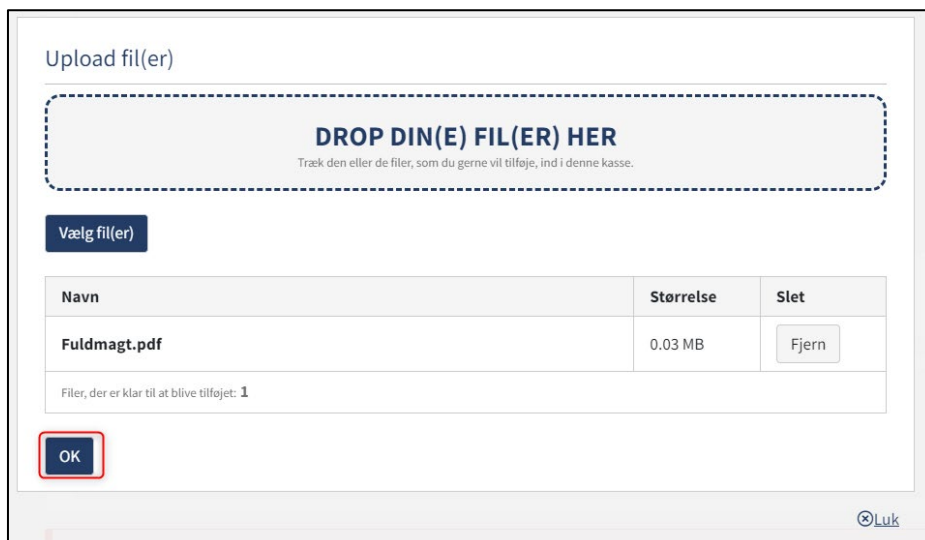 Upload fil(er)
DROP DIN(E) FIL(ER) HER
Træk den eller de filer, som du gerne vil tilføje, ind i denne kasse.
Vælg fil(er)
Navn Størrelse Slet
Fuldmagt.pdf 0.03 MB Fjern
Filer, der er klar til at blive tilføjet: 1
OK
Luk